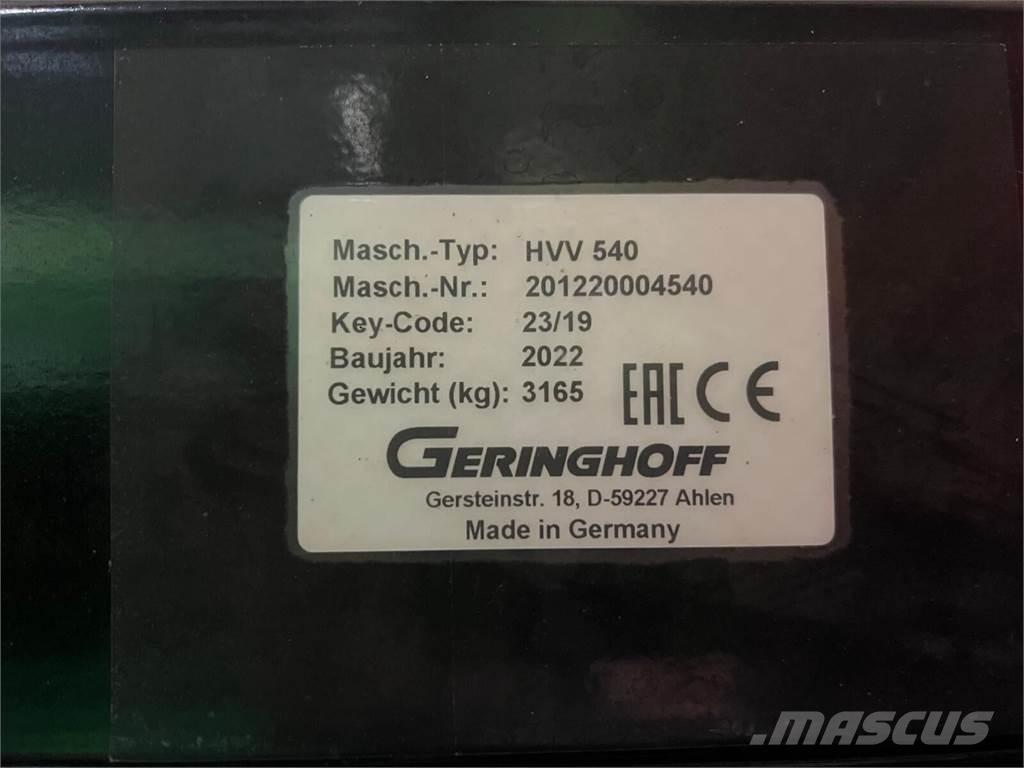 Masch.-Typ: HVV 540
Masch.-Nr.: 201220004540
Key-Code: 23/19
Baujahr: 2022
Gewicht (kg): 3165
EAC CE
GERINGHOFF
Gersteinstr. 18, D-59227 Ahlen
Made in Germany
MASCUS